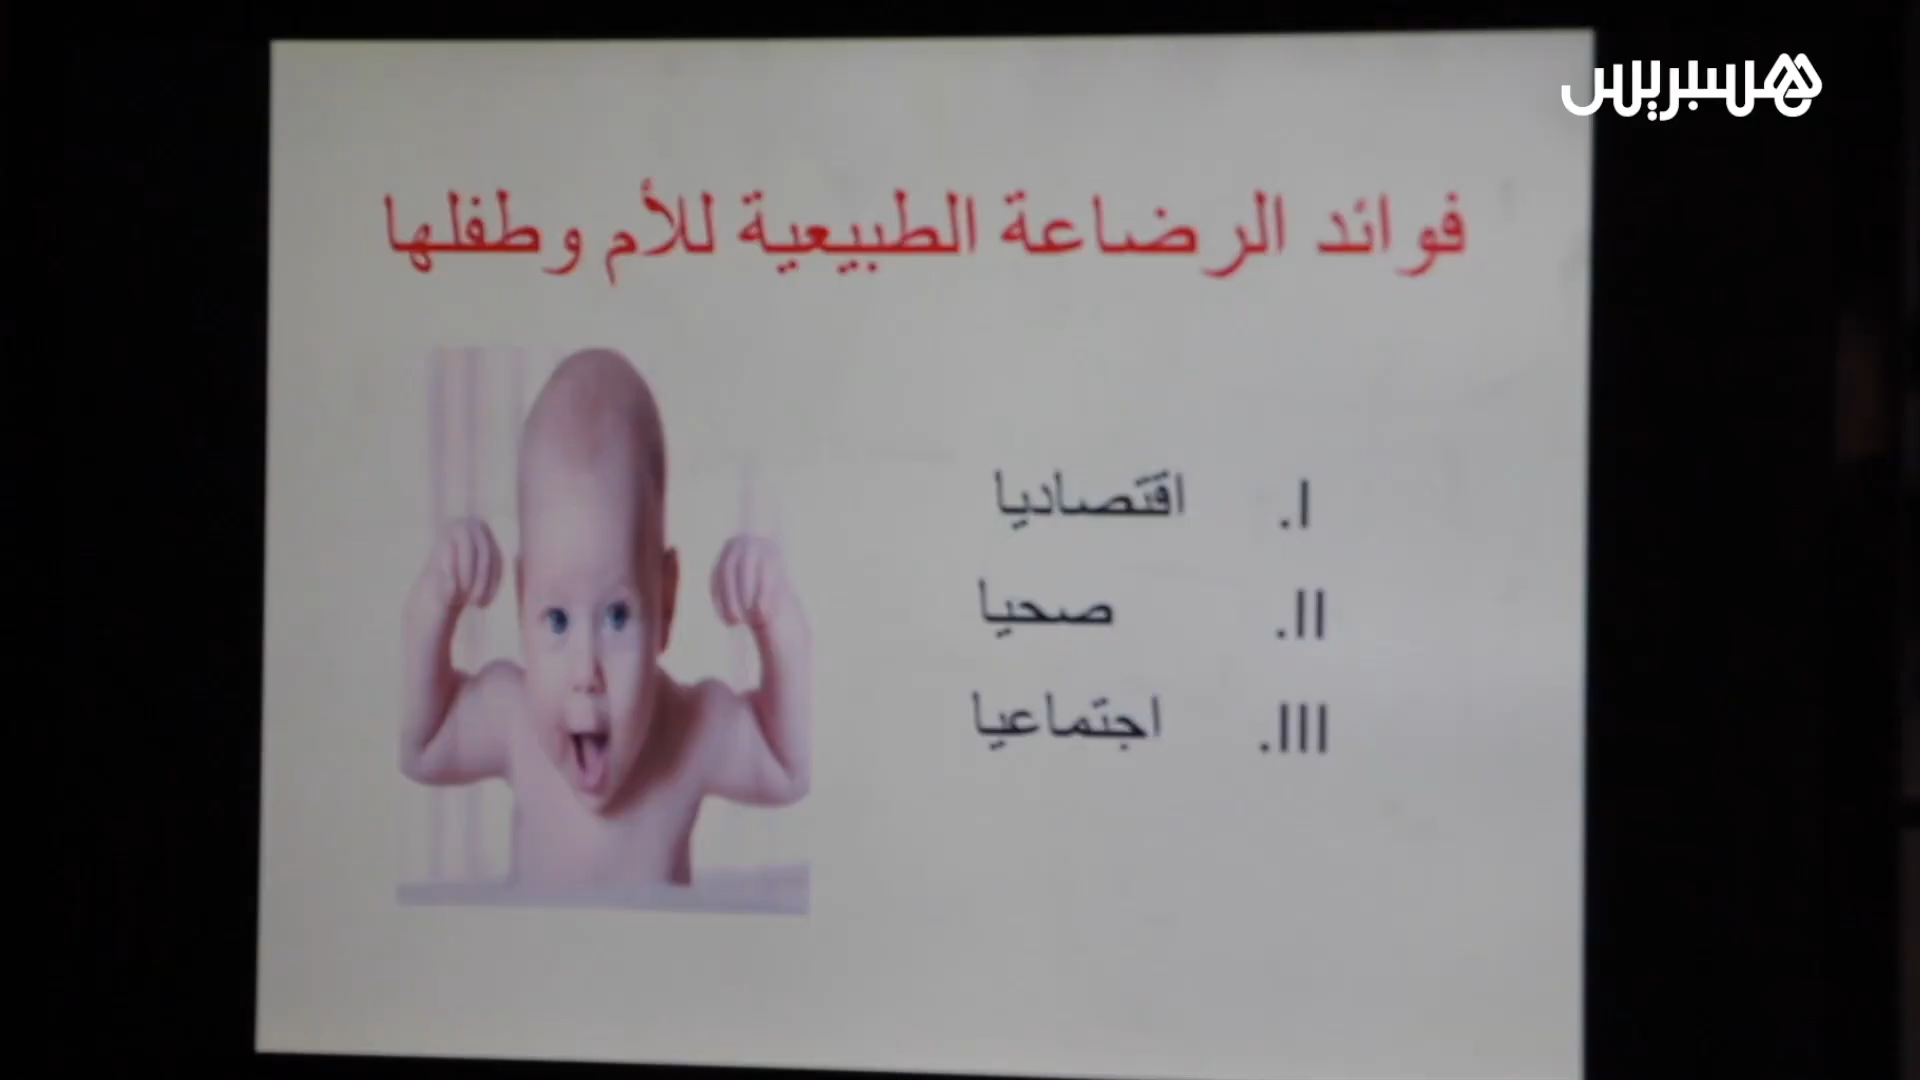 هسبريس
فوائد الرضاعة الطبيعية للأم وطفلها
I. اقتصاديا
II. صحيا
III. اجتماعيا